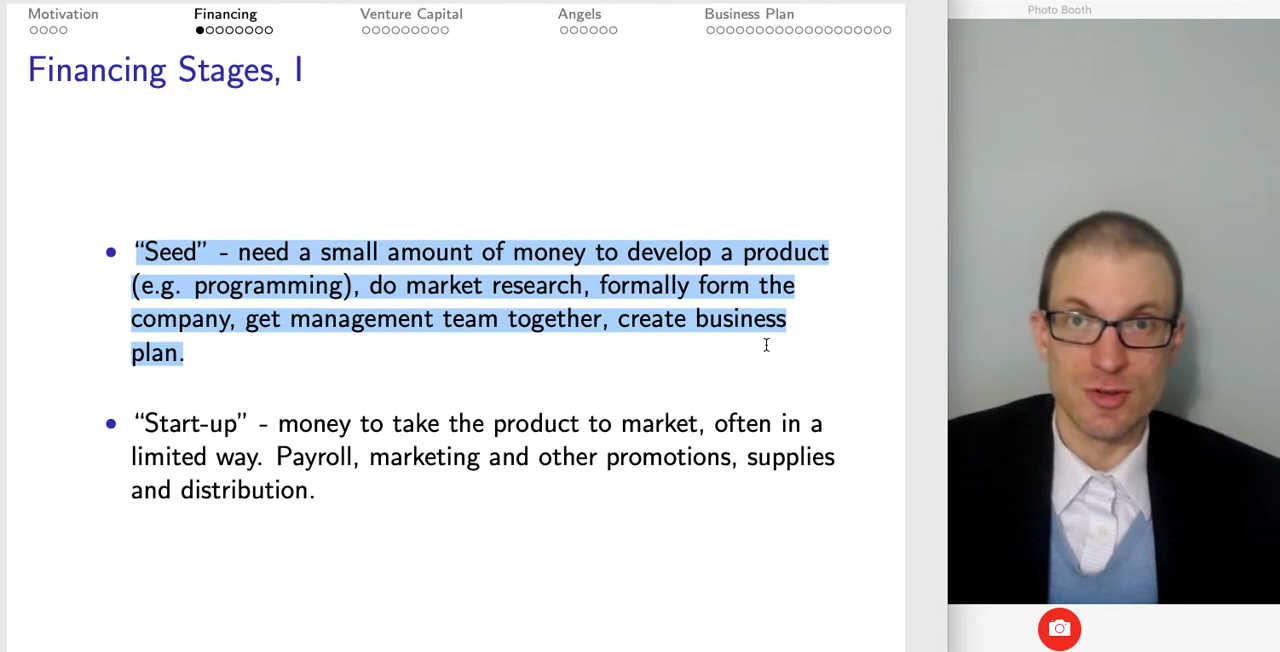 Motivation Financing Venture Capital Angels Business Plan
Photo Booth
Financing Stages, I
“Seed” - need a small amount of money to develop a product
(e.g. programming), do market research, formally form the
company, get management team together, create business
plan.
“Start-up” - money to take the product to market, often in a
limited way. Payroll, marketing and other promotions, supplies
and distribution.